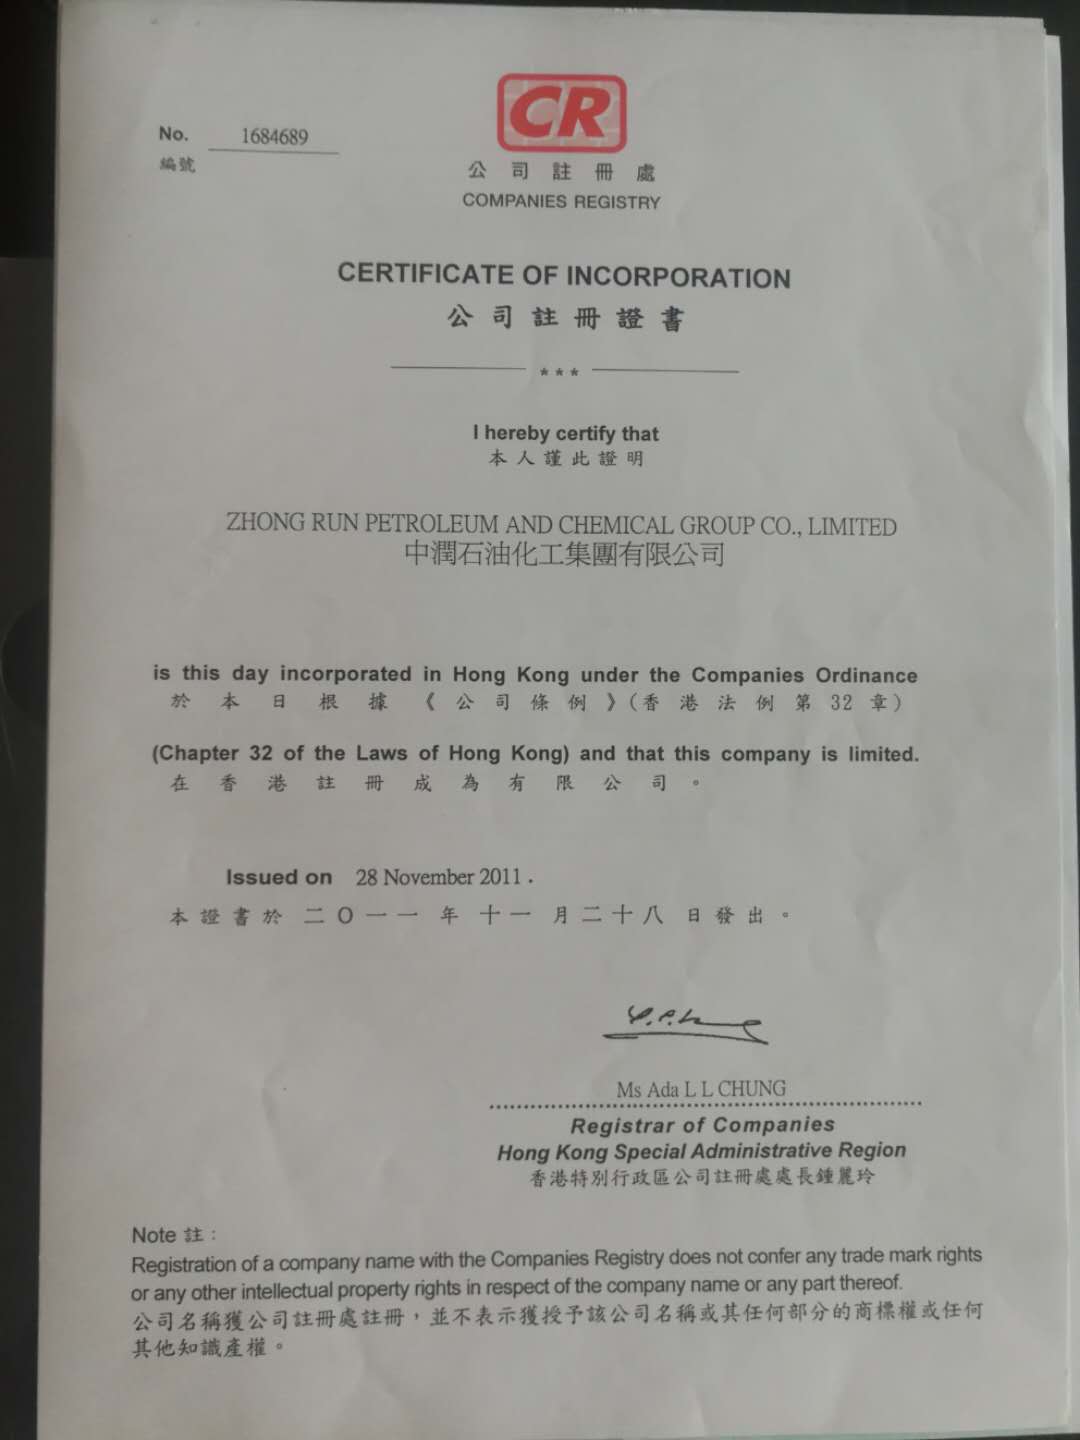 CR
No. 1684689
編號
公司註冊處
COMPANIES REGISTRY
CERTIFICATE OF INCORPORATION
公司註冊證書
***
I hereby certify that
本人謹此證明
ZHONG RUN PETROLEUM AND CHEMICAL GROUP CO., LIMITED
中潤石油化工集團有限公司
is this day incorporated in Hong Kong under the Companies Ordinance
於本日根據《公司條例》(香港法例第32章)
(Chapter 32 of the Laws of Hong Kong) and that this company is limited.
在香港註冊成為有限公司。
Issued on 28 November 2011.
本證書於二O一一年十一月二十八日發出。
Ms Ada L L CHUNG
Registrar of Companies
Hong Kong Special Administrative Region
香港特別行政區公司註冊處處長鍾麗玲
Note 註：
Registration of a company name with the Companies Registry does not confer any trade mark rights
or any other intellectual property rights in respect of the company name or any part thereof.
公司名稱獲公司註冊處註冊，並不表示獲授予該公司名稱或其任何部分的商標權或任何
其他知識產權。